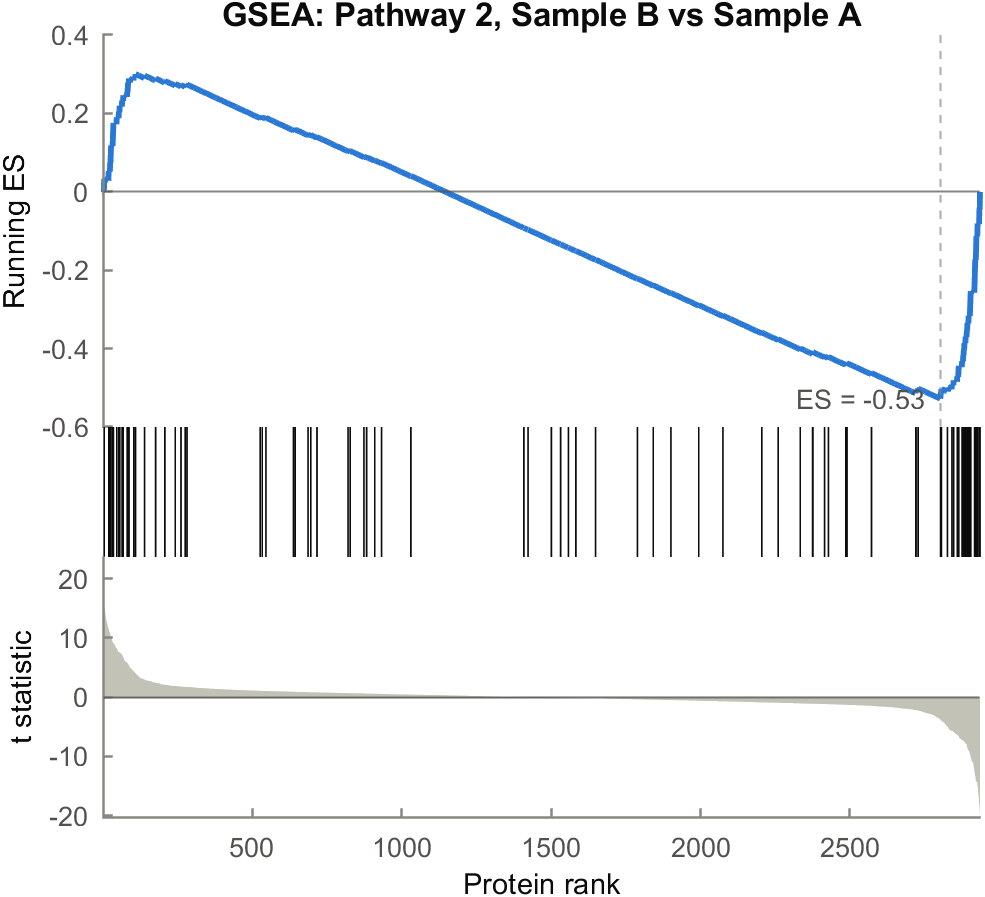 GSEA: Pathway 2, Sample B vs Sample A
0.4
0.2
0
-0.2
-0.4
-0.6
Running ES
ES = -0.53
20
10
0
-10
-20
t statistic
500 1000 1500 2000 2500
Protein rank